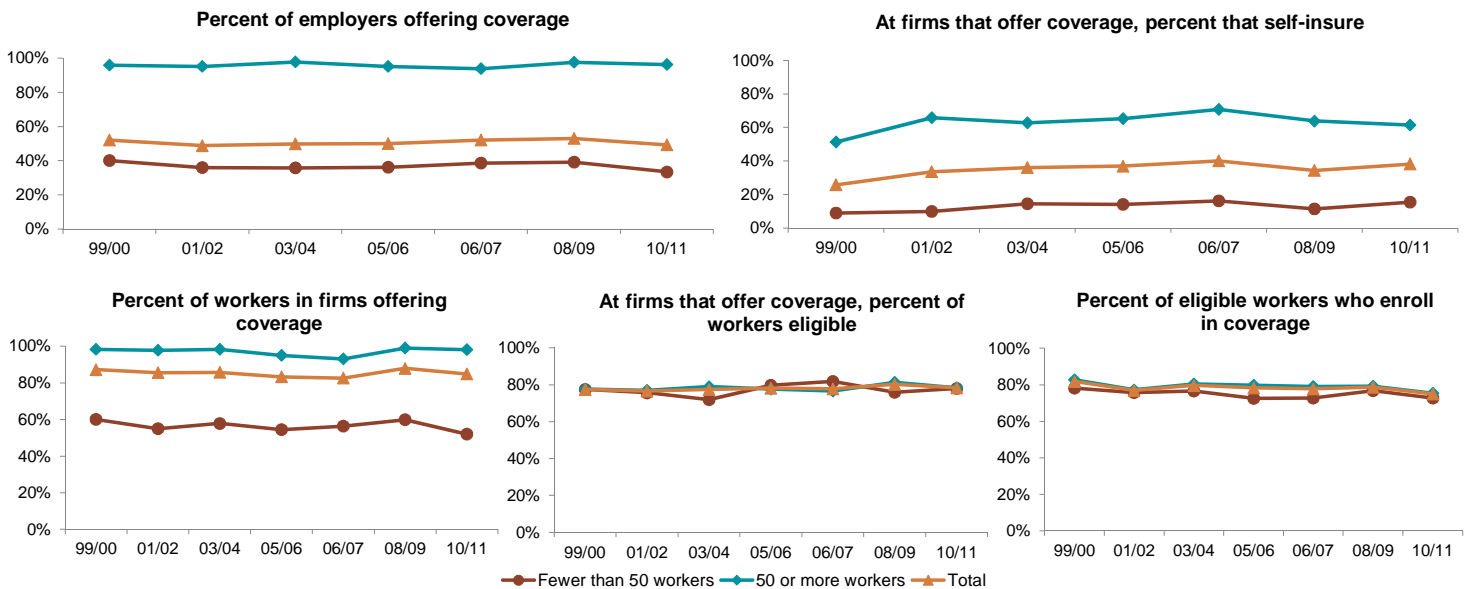 Percent of employers offering coverage
100%
80%
60%
40%
20%
0%
99/00 01/02 03/04 05/06 06/07 08/09 10/11
At firms that offer coverage, percent that self-insure
100%
80%
60%
40%
20%
0%
99/00 01/02 03/04 05/06 06/07 08/09 10/11
Percent of workers in firms offering
coverage
100%
80%
60%
40%
20%
0%
99/00 01/02 03/04 05/06 06/07 08/09 10/11
At firms that offer coverage, percent of
workers eligible
100%
80%
60%
40%
20%
0%
99/00 01/02 03/04 05/06 06/07 08/09 10/11
Percent of eligible workers who enroll
in coverage
100%
80%
60%
40%
20%
0%
99/00 01/02 03/04 05/06 06/07 08/09 10/11
Fewer than 50 workers 50 or more workers Total